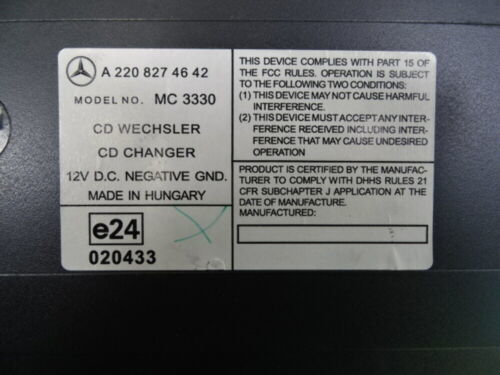 A 220 827 46 42
MODEL NO. MC 3330
CD WECHSLER
CD CHANGER
12V D.C. NEGATIVE GND.
MADE IN HUNGARY
e24
020433
THIS DEVICE COMPLIES WITH PART 15 of
THE FCC RULES. OPERATION IS SUBJECT
TO THE FOLLOWING TWO CONDITIONS:
(1) THIS DEVICE MAY NOT CAUSE HARMFUL
INTERFERENCE.
(2) THIS DEVICE MUST ACCEPT ANY INTER-
FERENCE RECEIVED INCLUDING INTER-
FERENCE THAT MAY CAUSE UNDESIRED
OPERATION
PRODUCT IS CERTIFIED BY THE MANUFAC-
TURER TO COMPLY WITH DHHS RULES 21
CFR SUBCHAPTER J APPLICATION AT THE
DATE OF MANUFACTURE.
MANUFACTURED: